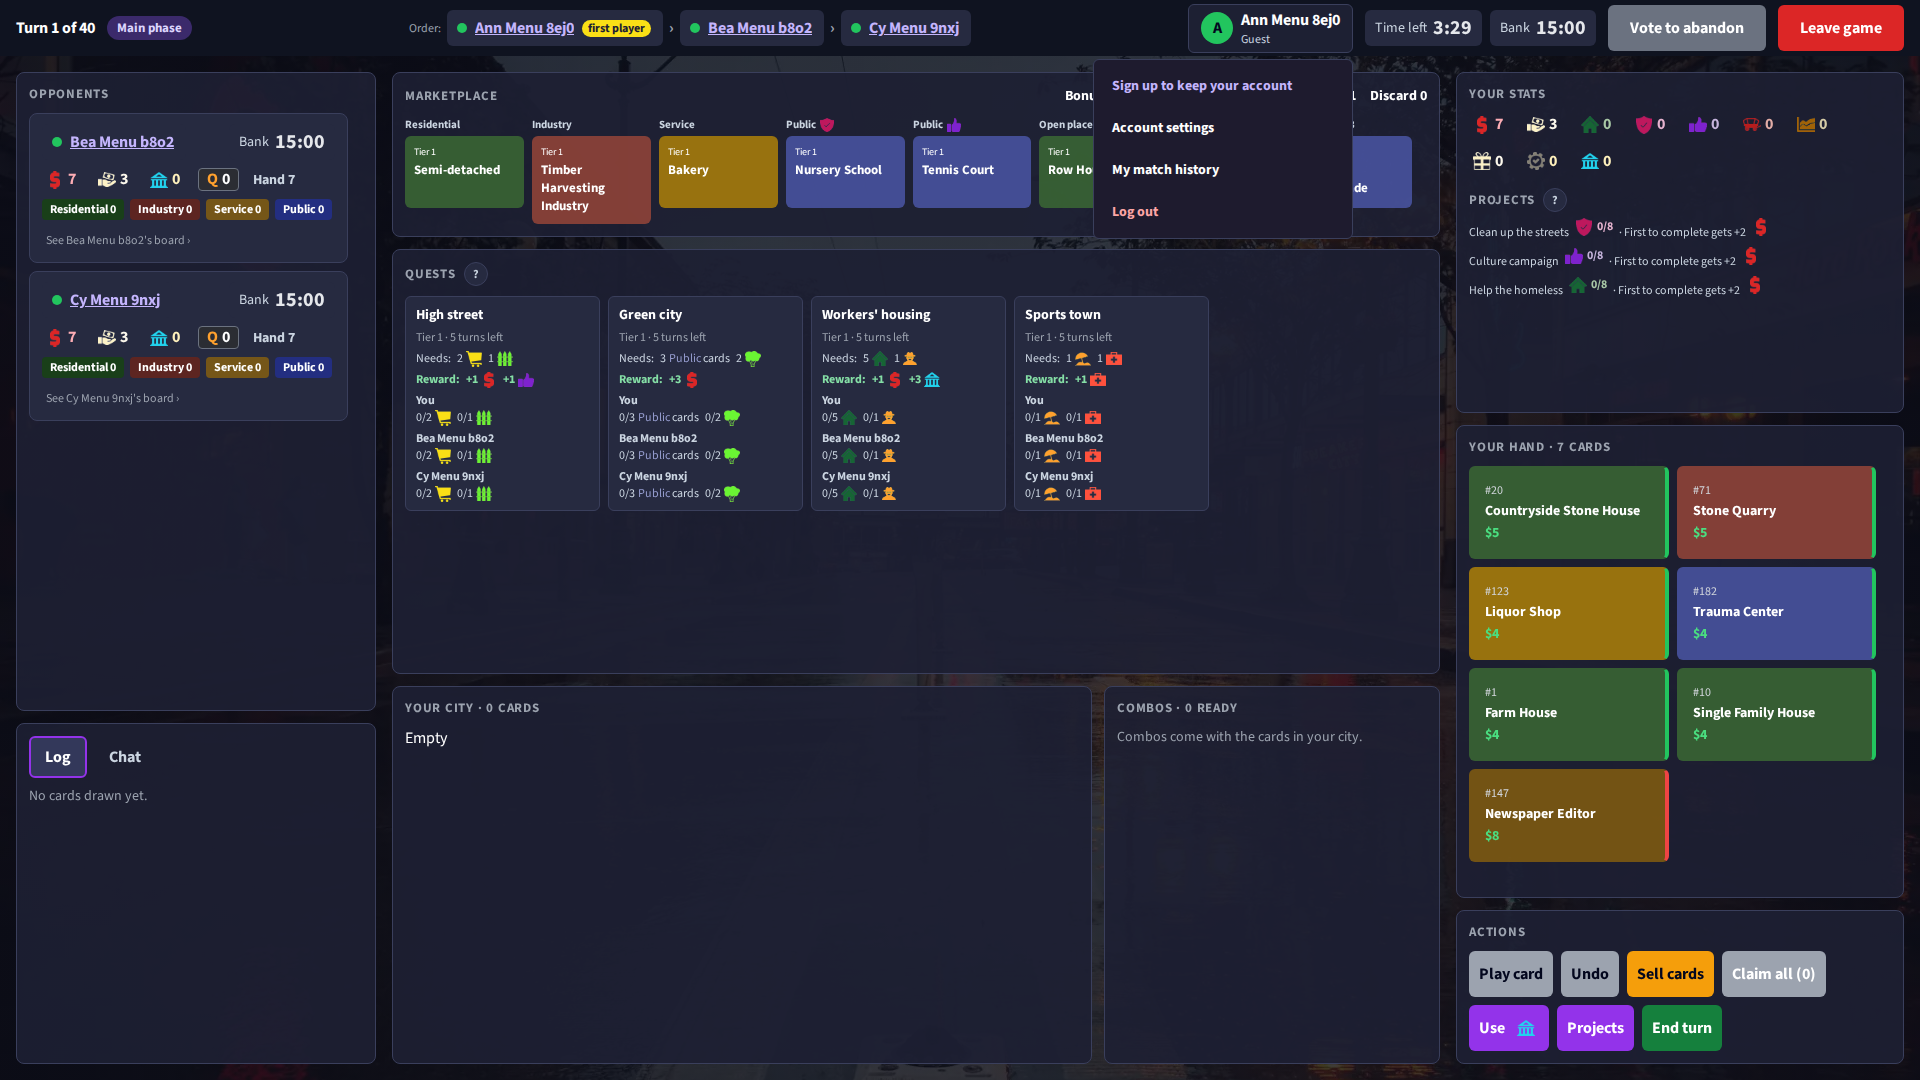 Turn 1 of 40 Main phase
Order: Ann Menu 8ej0 first player › Bea Menu b8o2 › Cy Menu 9nxj
A Ann Menu 8ej0
Guest
Time left 3:29 Bank 15:00 Vote to abandon Leave game
Sign up to keep your account
Account settings
My match history
Log out
OPPONENTS
Bea Menu b8o2 Bank 15:00
7 3 0 Q 0 Hand 7
Residential 0 Industry 0 Service 0 Public 0
See Bea Menu b8o2's board ›
Cy Menu 9nxj Bank 15:00
7 3 0 Q 0 Hand 7
Residential 0 Industry 0 Service 0 Public 0
See Cy Menu 9nxj's board ›
Log Chat
No cards drawn yet.
MARKETPLACE
Discard 0
Residential Industry Service Public Public Open place
Tier 1
Semi-detached
Tier 1
Timber
Harvesting
Industry
Tier 1
Bakery
Tier 1
Nursery School
Tier 1
Tennis Court
Tier 1
Row
QUESTS ?
High street
Tier 1 · 5 turns left
Needs: 2 1
Reward: +1 +1
You
0/2 0/1
Bea Menu b8o2
0/2 0/1
Cy Menu 9nxj
0/2 0/1
Green city
Tier 1 · 5 turns left
Needs: 3 Public cards 2
Reward: +3
You
0/3 Public cards 0/2
Bea Menu b8o2
0/3 Public cards 0/2
Cy Menu 9nxj
0/3 Public cards 0/2
Workers' housing
Tier 1 · 5 turns left
Needs: 5 1
Reward: +1 +3
You
0/5 0/1
Bea Menu b8o2
0/5 0/1
Cy Menu 9nxj
0/5 0/1
Sports town
Tier 1 · 5 turns left
Needs: 1 1
Reward: +1
You
0/1 0/1
Bea Menu b8o2
0/1 0/1
Cy Menu 9nxj
0/1 0/1
YOUR CITY · 0 CARDS
Empty
COMBOS · 0 READY
Combos come with the cards in your city.
YOUR STATS
7 3 0 0 0 0 0
0 0 0
PROJECTS ?
Clean up the streets 0/8 · First to complete gets +2
Culture campaign 0/8 · First to complete gets +2
Help the homeless 0/8 · First to complete gets +2
YOUR HAND · 7 CARDS
#20
Countryside Stone House
$5
#71
Stone Quarry
$5
#123
Liquor Shop
$4
#182
Trauma Center
$4
#1
Farm House
$4
#10
Single Family House
$4
#147
Newspaper Editor
$8
ACTIONS
Play card Undo Sell cards Claim all (0)
Use Projects End turn